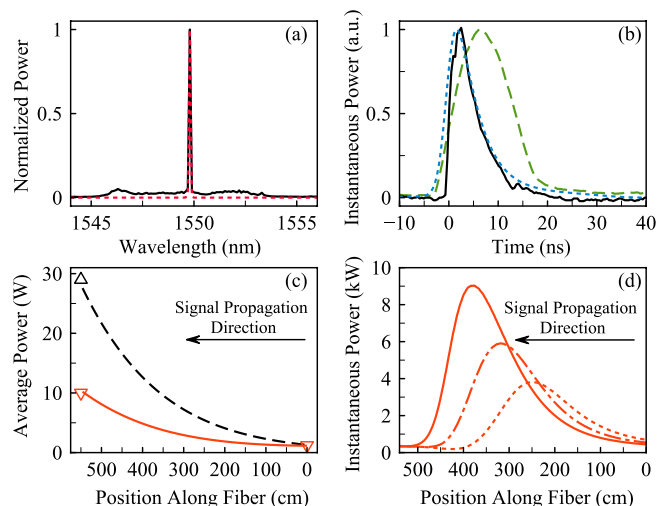 (a)
Normalized Power
1
0.5
0
1545 1550 1555
Wavelength (nm)
(b)
Instantaneous Power (a.u.)
1
0.5
0
−10 0 10 20 30 40
Time (ns)
(c)
Average Power (W)
30
20
10
0
Signal Propagation
Direction
500 400 300 200 100 0
Position Along Fiber (cm)
(d)
Instantaneous Power (kW)
10
8
6
4
2
0
Signal Propagation
Direction
500 400 300 200 100 0
Position Along Fiber (cm)